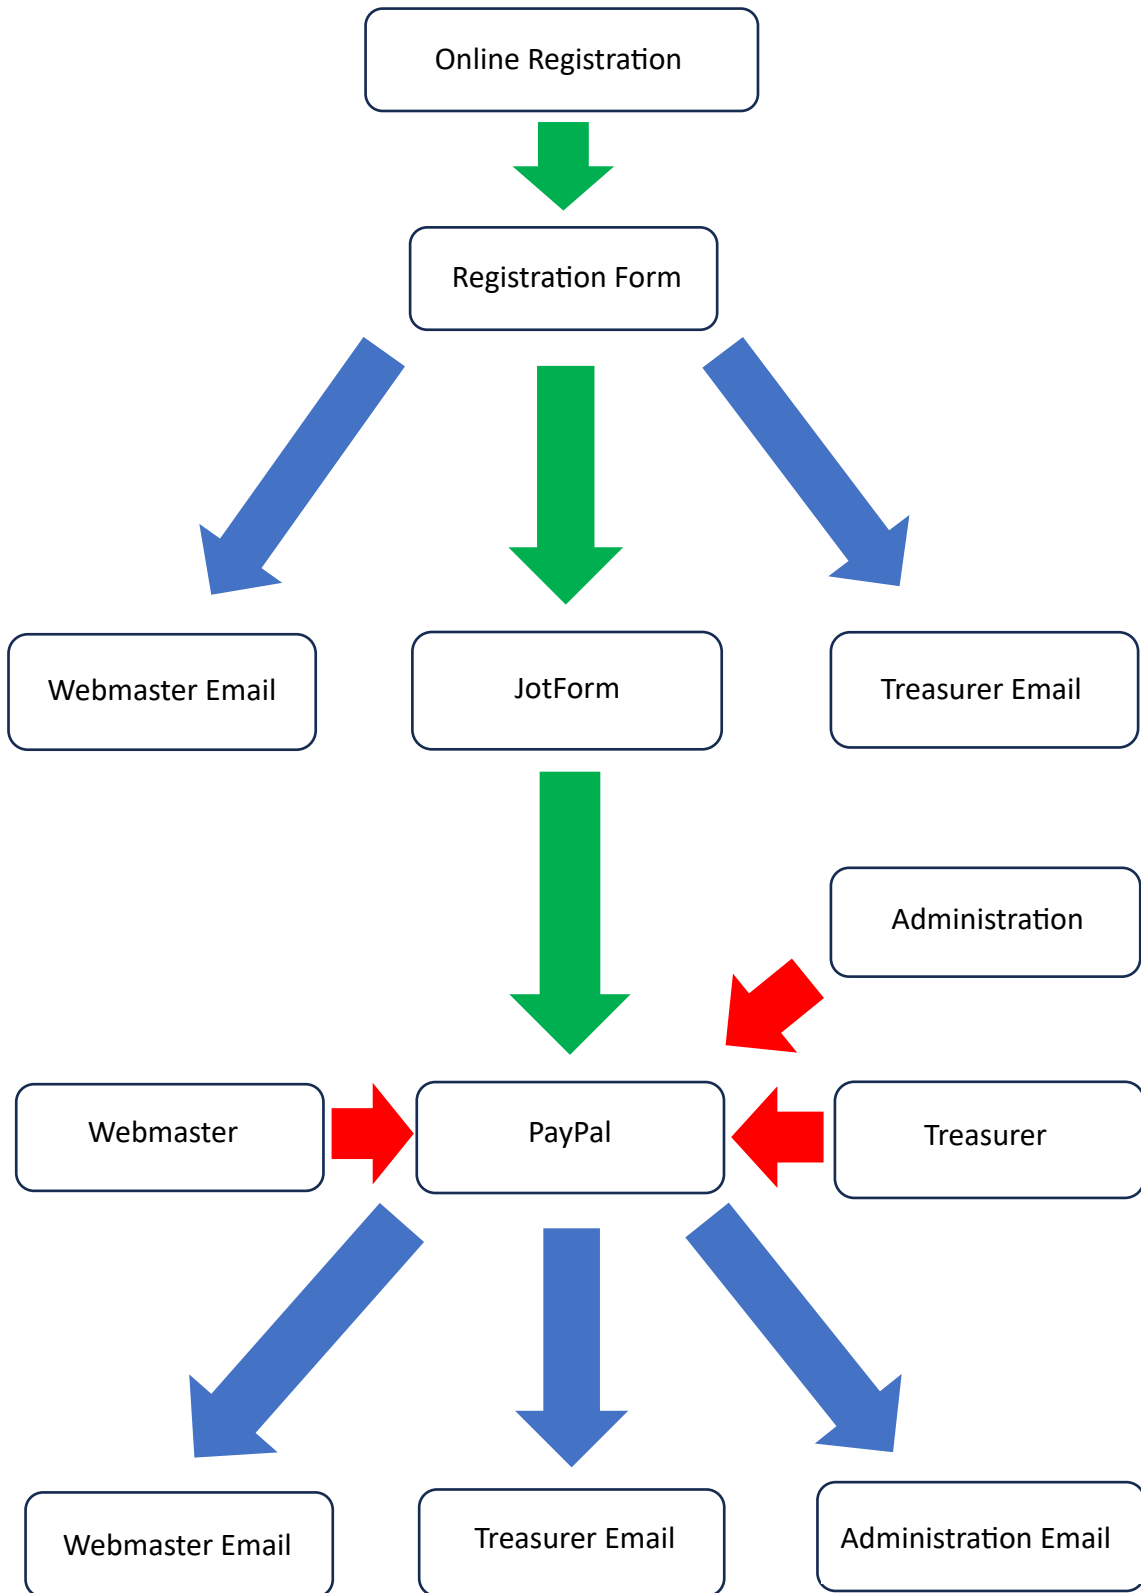 Online Registration
Registration Form
Webmaster Email
JotForm
Treasurer Email
Administration
Webmaster
PayPal
Treasurer
Webmaster Email
Treasurer Email
Administration Email